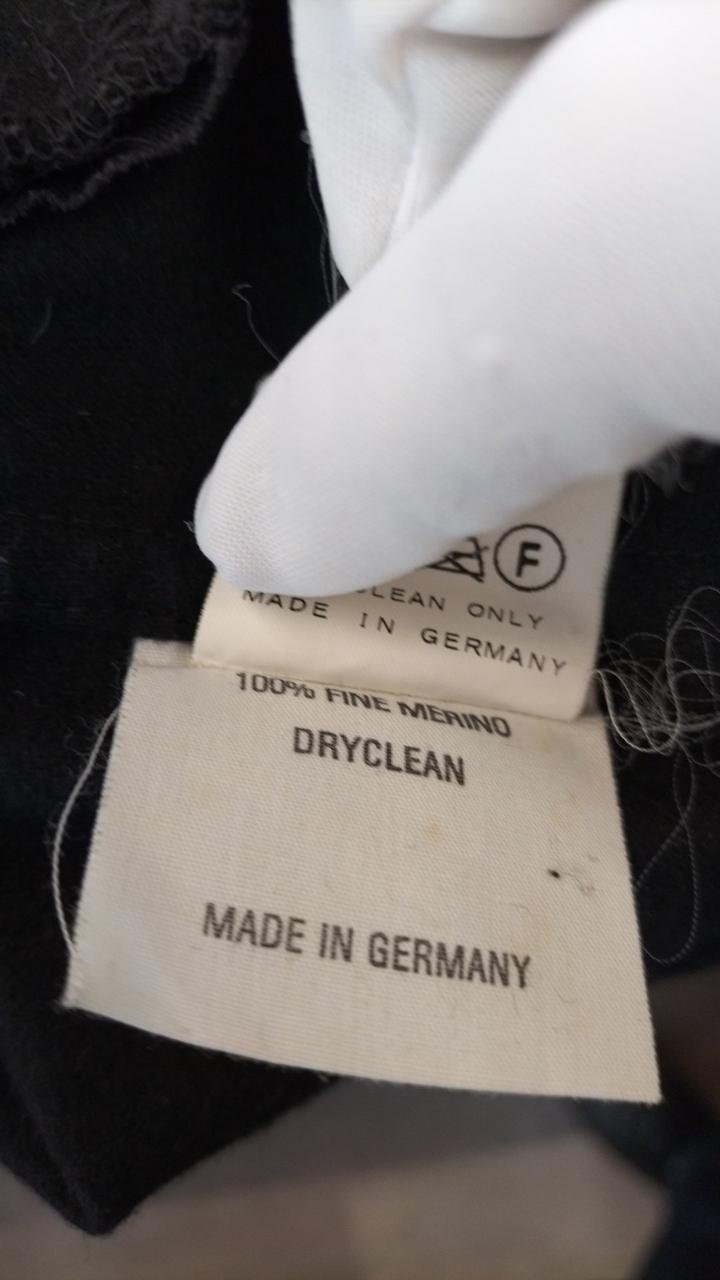 F
CLEAN ONLY
MADE IN GERMANY
100% FINE MERINO
DRYCLEAN
MADE IN GERMANY